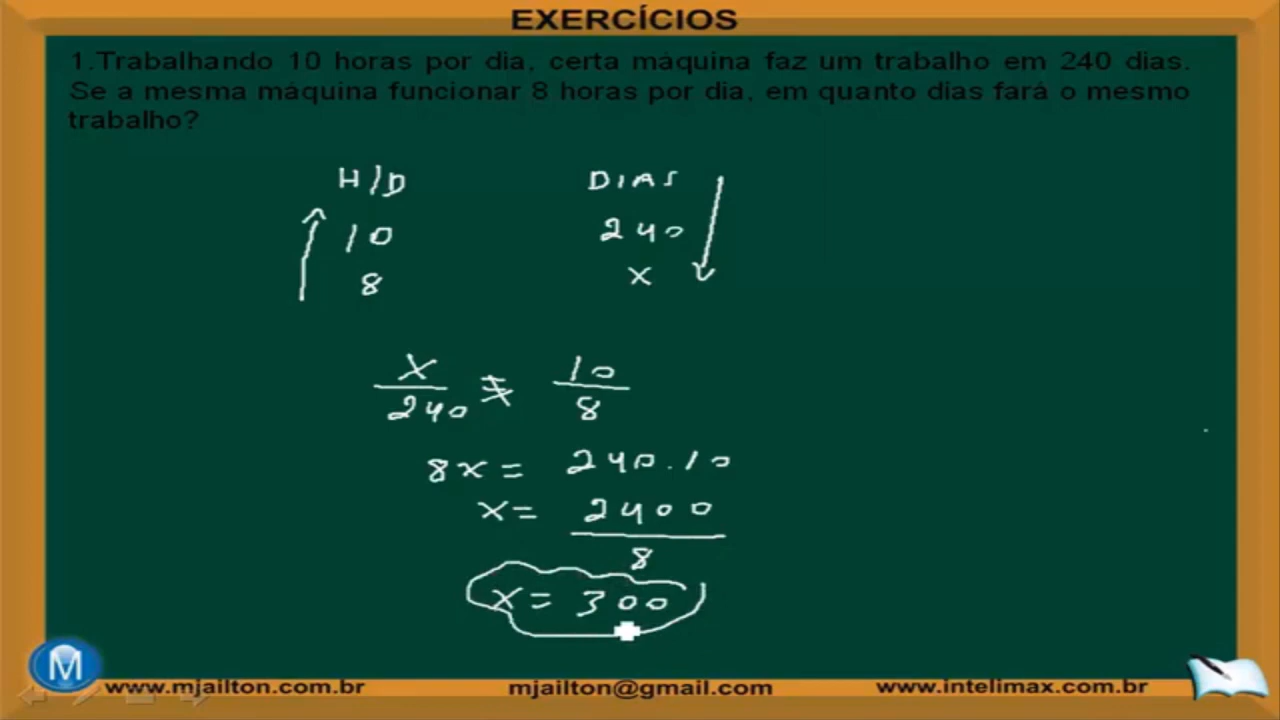 EXERCÍCIOS
1.Trabalhando 10 horas por dia, certa máquina faz um trabalho em 240 dias.
Se a mesma máquina funcionar 8 horas por dia, em quanto dias fará o mesmo
trabalho?
H/D DIAS
10 240
8 X
X/240 = 10/8
8x = 240.10
x = 2400/8
x = 300
M
www.mjailton.com.br mjailton@gmail.com www.intelimax.com.br